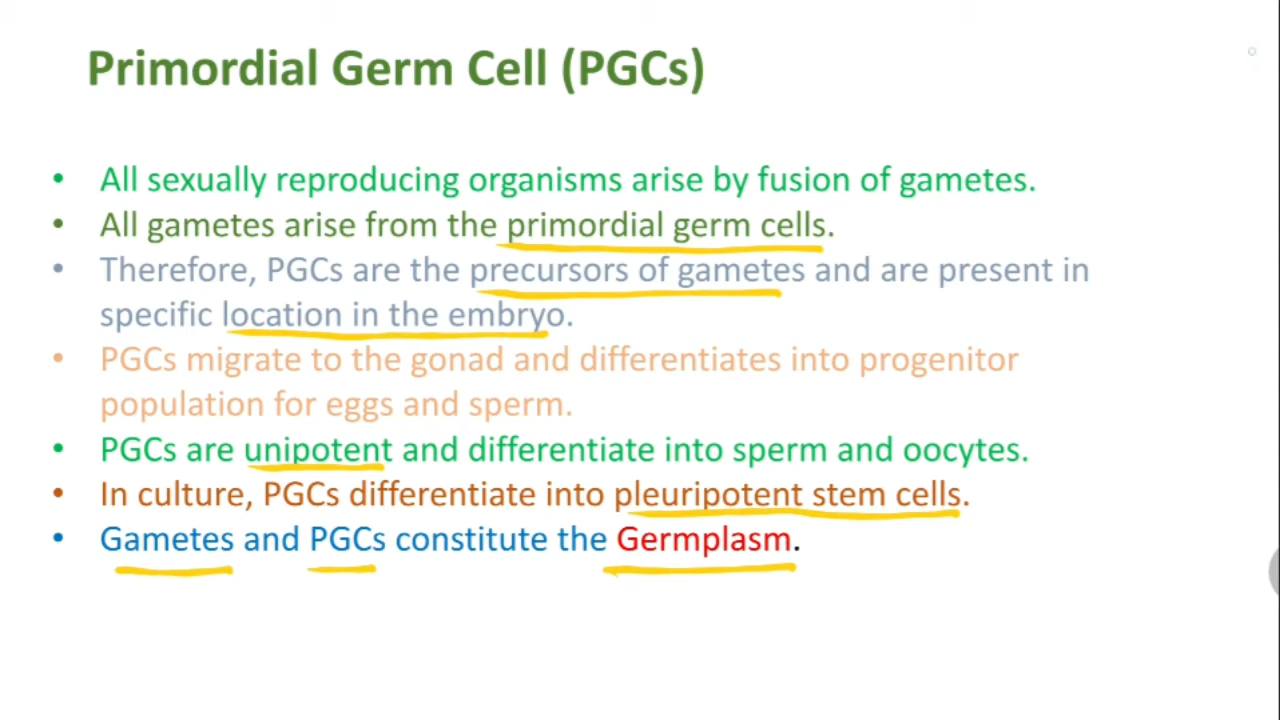 Primordial Germ Cell (PGCs)
• All sexually reproducing organisms arise by fusion of gametes.
• All gametes arise from the primordial germ cells.
• Therefore, PGCs are the precursors of gametes and are present in
specific location in the embryo.
• PGCs migrate to the gonad and differentiates into progenitor
population for eggs and sperm.
• PGCs are unipotent and differentiate into sperm and oocytes.
• In culture, PGCs differentiate into pleuripotent stem cells.
• Gametes and PGCs constitute the Germplasm.